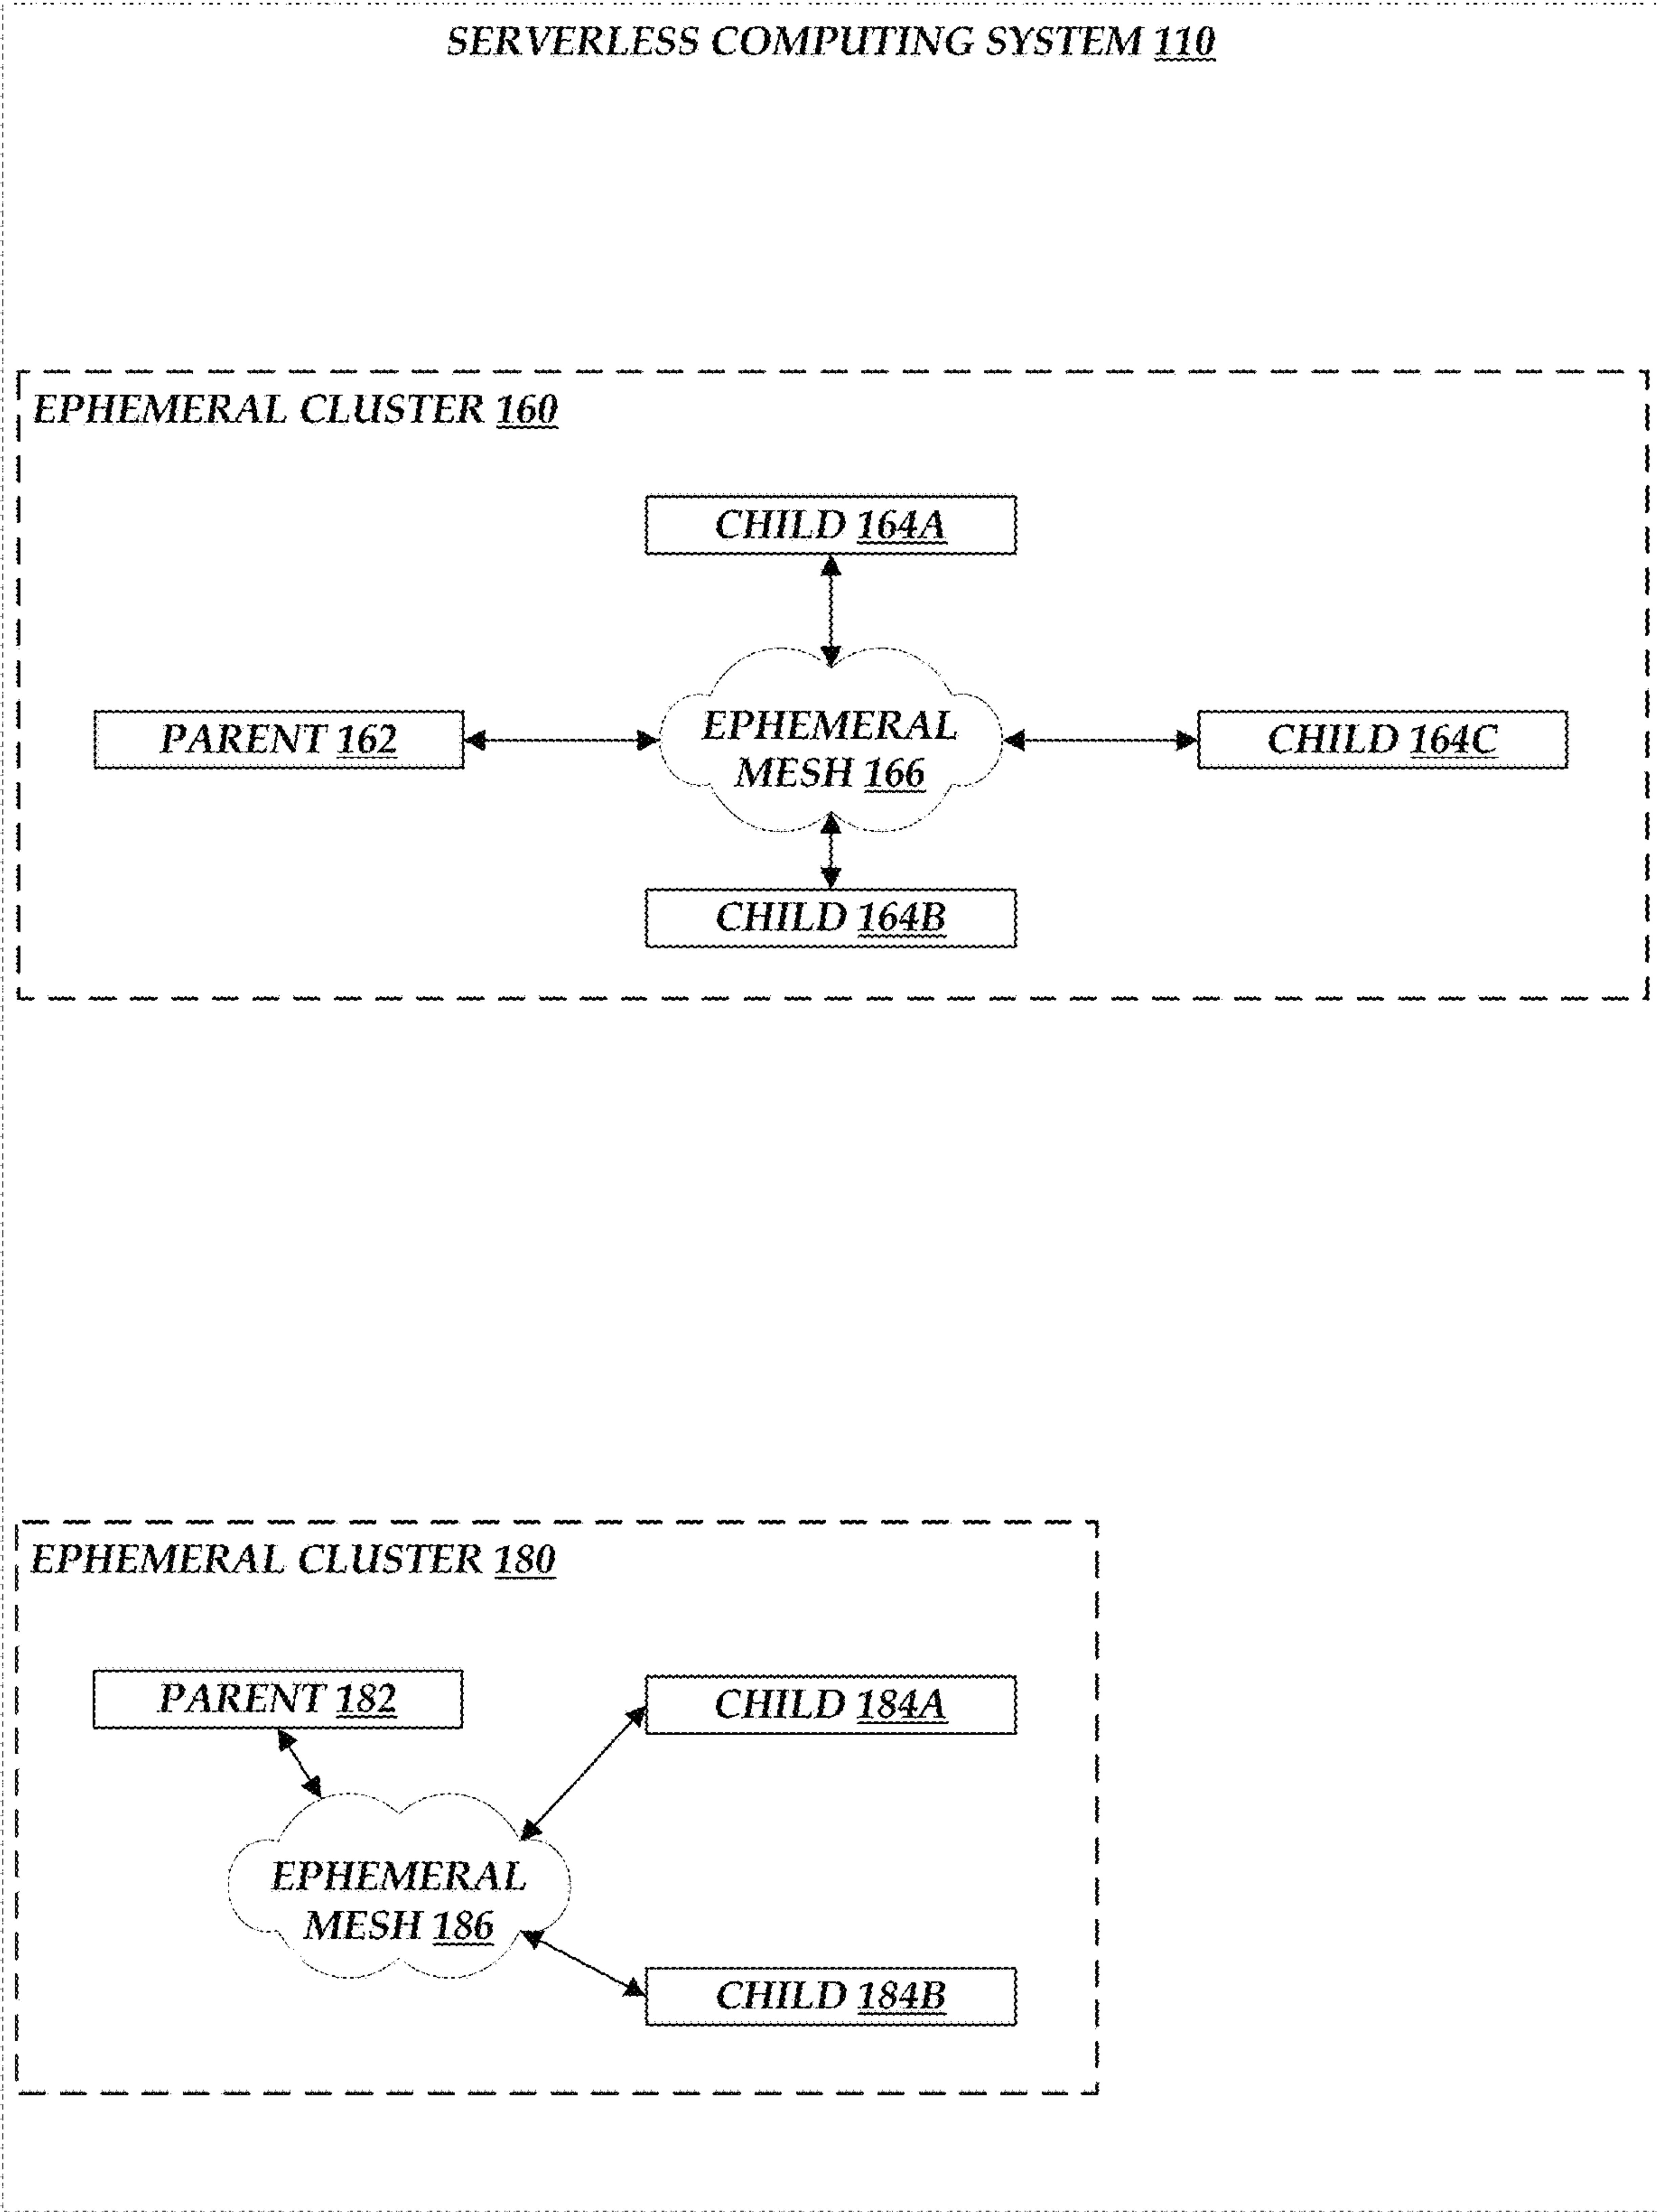 SERVERLESS COMPUTING SYSTEM 110
EPHEMERAL CLUSTER 160
CHILD 164A
PARENT 162
EPHEMERAL
MESH 166
CHILD 164C
CHILD 164B
EPHEMERAL CLUSTER 180
PARENT 182
CHILD 184A
EPHEMERAL
MESH 186
CHILD 184B